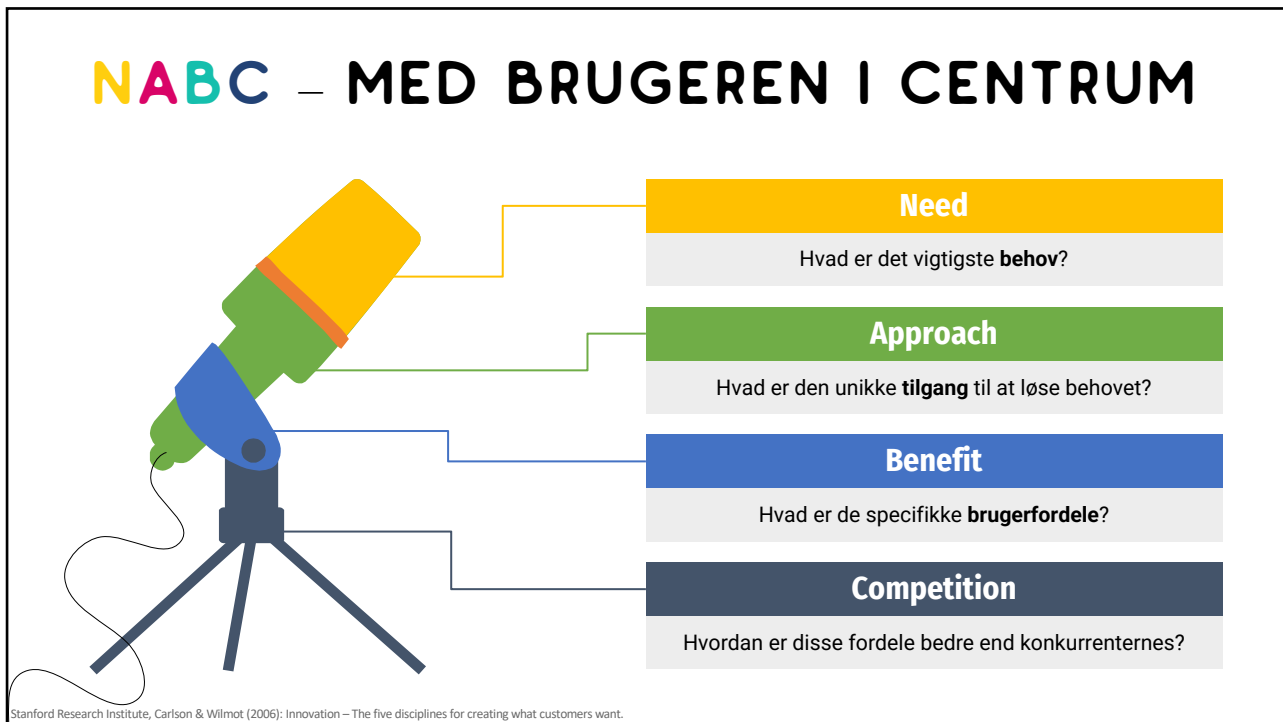 NABC – MED BRUGEREN I CENTRUM
Need
Hvad er det vigtigste behov?
Approach
Hvad er den unikke tilgang til at løse behovet?
Benefit
Hvad er de specifikke brugerfordele?
Competition
Hvordan er disse fordele bedre end konkurrenternes?
Stanford Research Institute, Carlson & Wilmot (2006): Innovation – The five disciplines for creating what customers want.